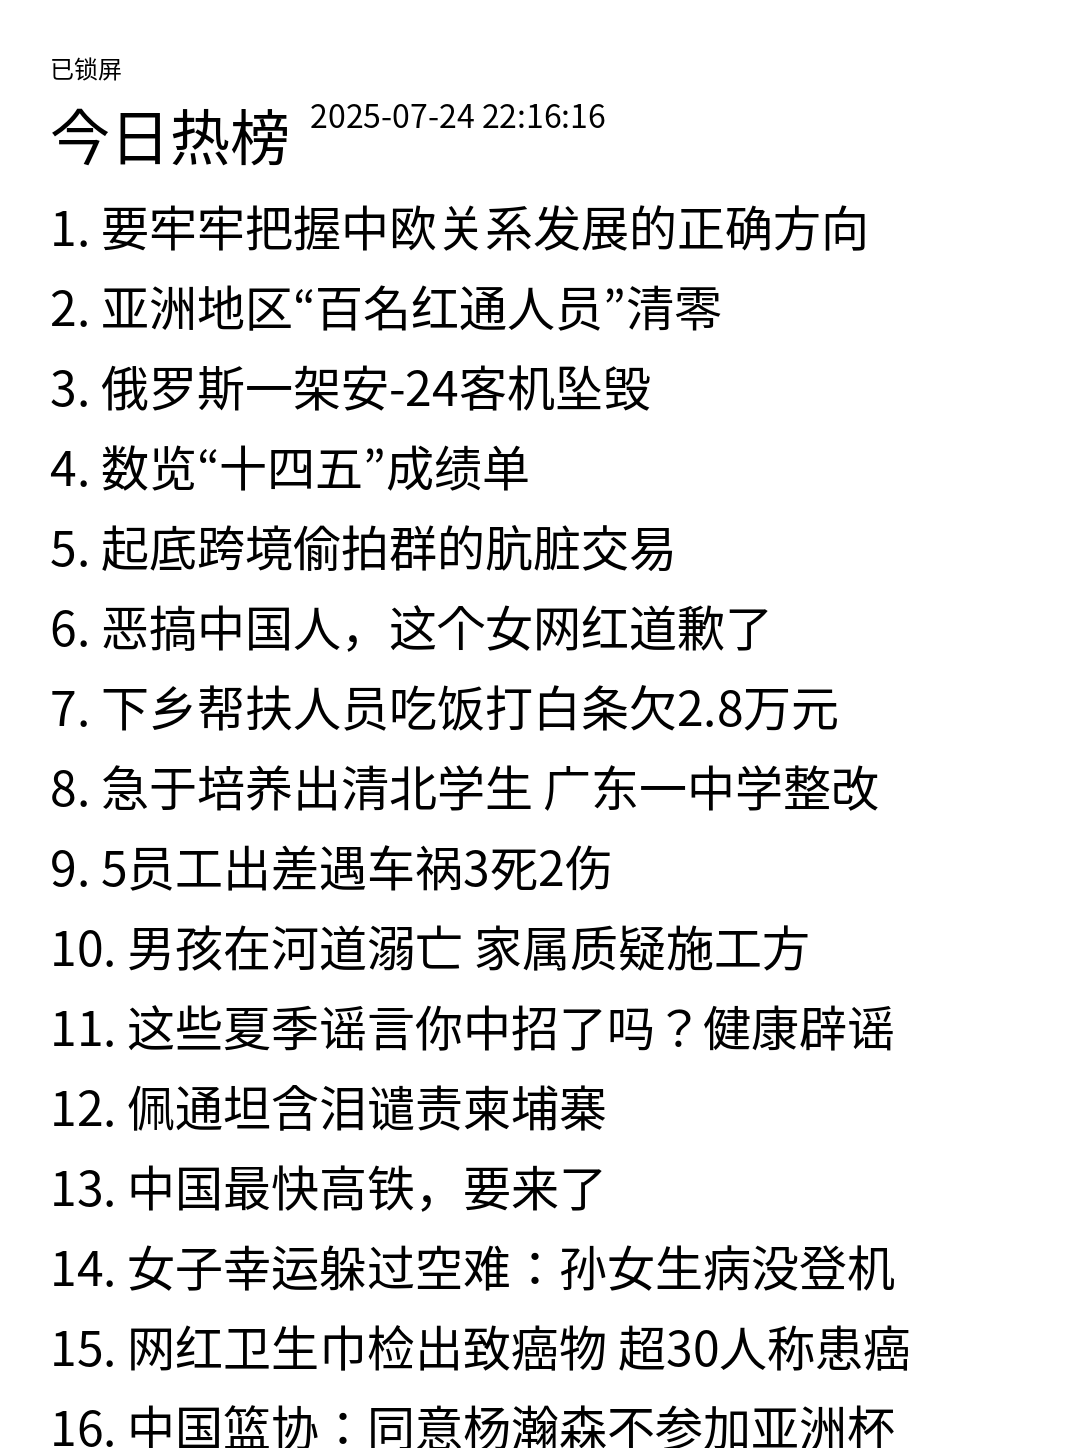 已锁屏
今日热榜 2025-07-24 22:16:16
1. 要牢牢把握中欧关系发展的正确方向
2. 亚洲地区“百名红通人员”清零
3. 俄罗斯一架安-24客机坠毁
4. 数览“十四五”成绩单
5. 起底跨境偷拍群的肮脏交易
6. 恶搞中国人，这个女网红道歉了
7. 下乡帮扶人员吃饭打白条欠2.8万元
8. 急于培养出清北学生 广东一中学整改
9. 5员工出差遇车祸3死2伤
10. 男孩在河道溺亡 家属质疑施工方
11. 这些夏季谣言你中招了吗？健康辟谣
12. 佩通坦含泪谴责柬埔寨
13. 中国最快高铁，要来了
14. 女子幸运躲过空难：孙女生病没登机
15. 网红卫生巾检出致癌物 超30人称患癌
16. 中国篮协：同意杨瀚森不参加亚洲杯